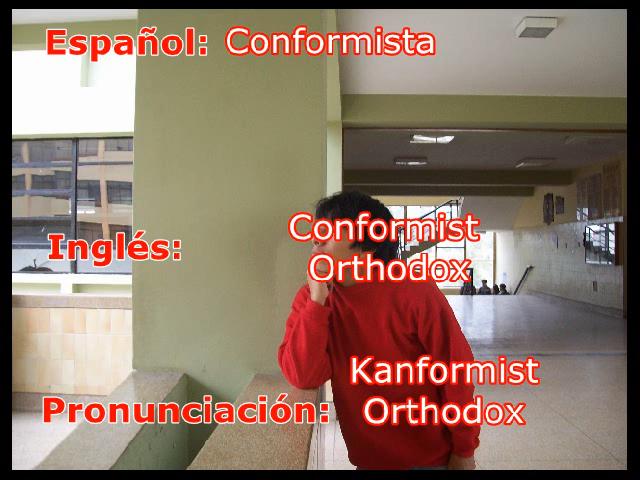 Español: Conformista
Inglés: Conformist
Orthodox
Kanformist
Pronunciación: Orthodox